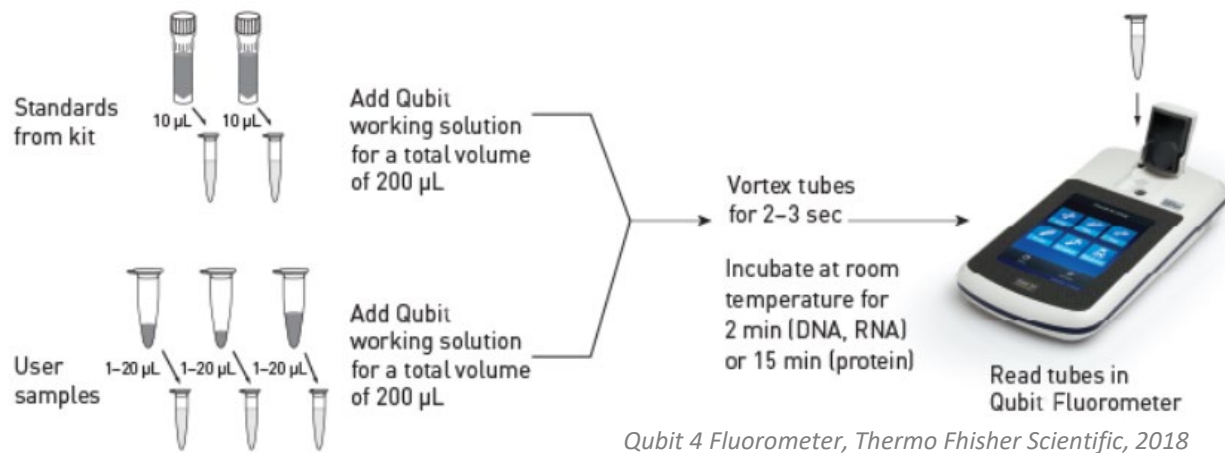 Standards
from kit
10 µL
10 µL
Add Qubit
working solution
for a total volume
of 200 µL
User
samples
1–20 µL
1–20 µL
1–20 µL
Add Qubit
working solution
for a total volume
of 200 µL
Vortex tubes
for 2–3 sec
Incubate at room
temperature for
2 min (DNA, RNA)
or 15 min (protein)
Read tubes in
Qubit Fluorometer
Qubit 4 Fluorometer, Thermo Fhisher Scientific, 2018